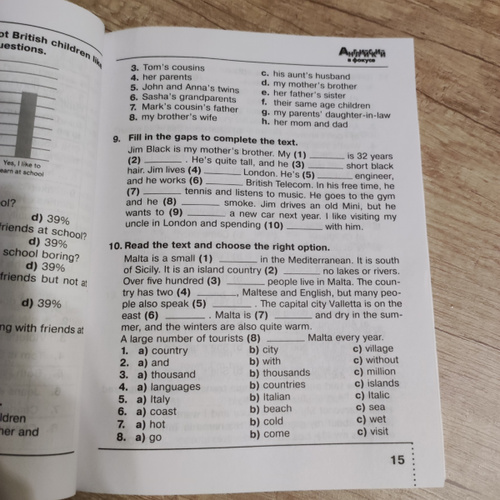 ot British children like
uestions.
Yes, I like to
earn at school
ol?
d) 39%
friends at school?
d) 39%
school boring?
d) 39%
friends but not at
d) 39%
ng with friends at
ldren
her and
Английский
в фокусе
3. Tom's cousins
4. her parents
5. John and Anna's twins
6. Sasha's grandparents
7. Mark's cousin's father
8. my brother's wife
c. his aunt's husband
d. my mother's brother
e. her father's sister
f. their same age children
g. my parents' daughter-in-law
h. her mom and dad
9. Fill in the gaps to complete the text.
Jim Black is my mother's brother. My (1) ______ is 32 years
(2) ______ . He's quite tall, and he (3) ______ short black
hair. Jim lives (4) ______ London. He's (5) ______ engineer,
and he works (6) ______ British Telecom. In his free time, he
(7) ______ tennis and listens to music. He goes to the gym
and he (8) ______ smoke. Jim drives an old Mini, but he
wants to (9) ______ a new car next year. I like visiting my
uncle in London and spending (10) ______ with him.
10. Read the text and choose the right option.
Malta is a small (1) ______ in the Mediterranean. It is south
of Sicily. It is an island country (2) ______ no lakes or rivers.
Over five hundred (3) ______ people live in Malta. The coun-
try has two (4) ______, Maltese and English, but many peo-
ple also speak (5) ______ . The capital city Valletta is on the
east (6) ______ . Malta is (7) ______ and dry in the sum-
mer, and the winters are also quite warm.
A large number of tourists (8) ______ Malta every year.
1. a) country b) city c) village
2. a) and b) with c) without
3. a) thousand b) thousands c) million
4. a) languages b) countries c) islands
5. a) Italy b) Italian c) Italic
6. a) coast b) beach c) sea
7. a) hot b) cold c) wet
8. a) go b) come c) visit
15